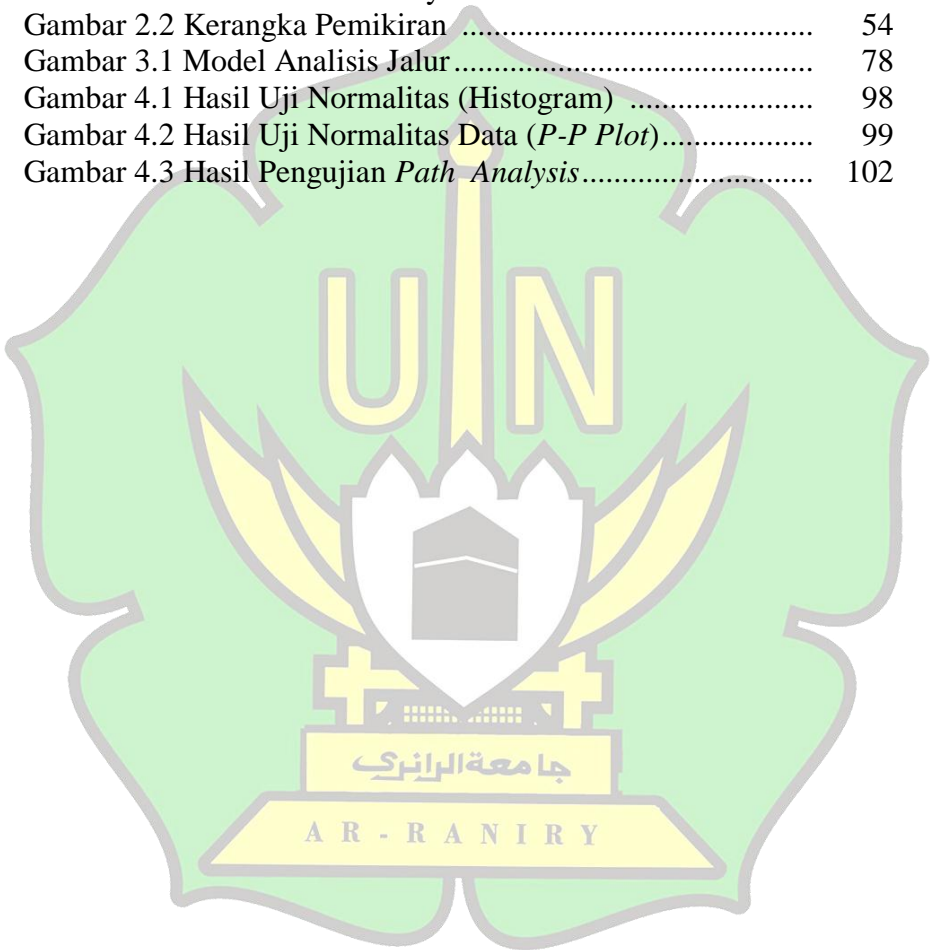 Gambar 2.2 Kerangka Pemikiran ........................................... 54
Gambar 3.1 Model Analisis Jalur ............................................ 78
Gambar 4.1 Hasil Uji Normalitas (Histogram) ...................... 98
Gambar 4.2 Hasil Uji Normalitas Data (P-P Plot).................. 99
Gambar 4.3 Hasil Pengujian Path Analysis............................ 102
UIN
جامعةالرانري
AR-RANIRY